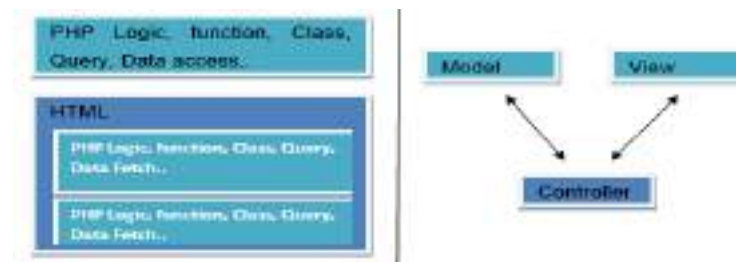 PHP Logic, function, Class,
Query, Data access..
HTML
PHP Logic, function, Class, Query,
Data Fetch..
PHP Logic, function, Class, Query,
Data Fetch..
Model
View
Controller